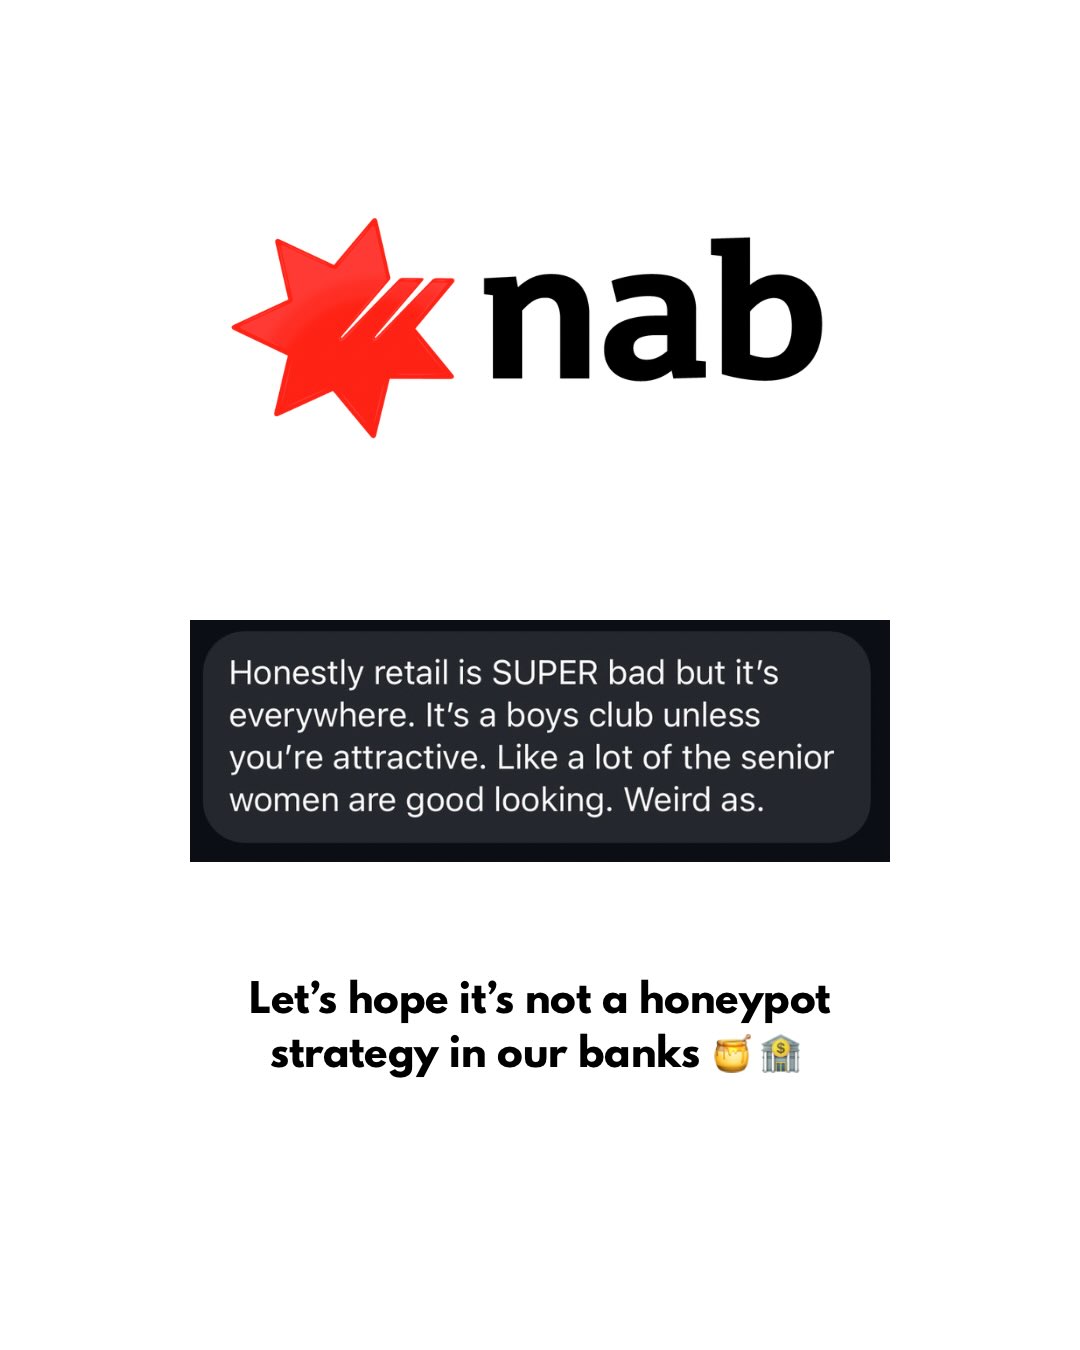 nab
Honestly retail is SUPER bad but it’s
everywhere. It’s a boys club unless
you’re attractive. Like a lot of the senior
women are good looking. Weird as.
Let’s hope it’s not a honeypot
strategy in our banks 🍯 🏦